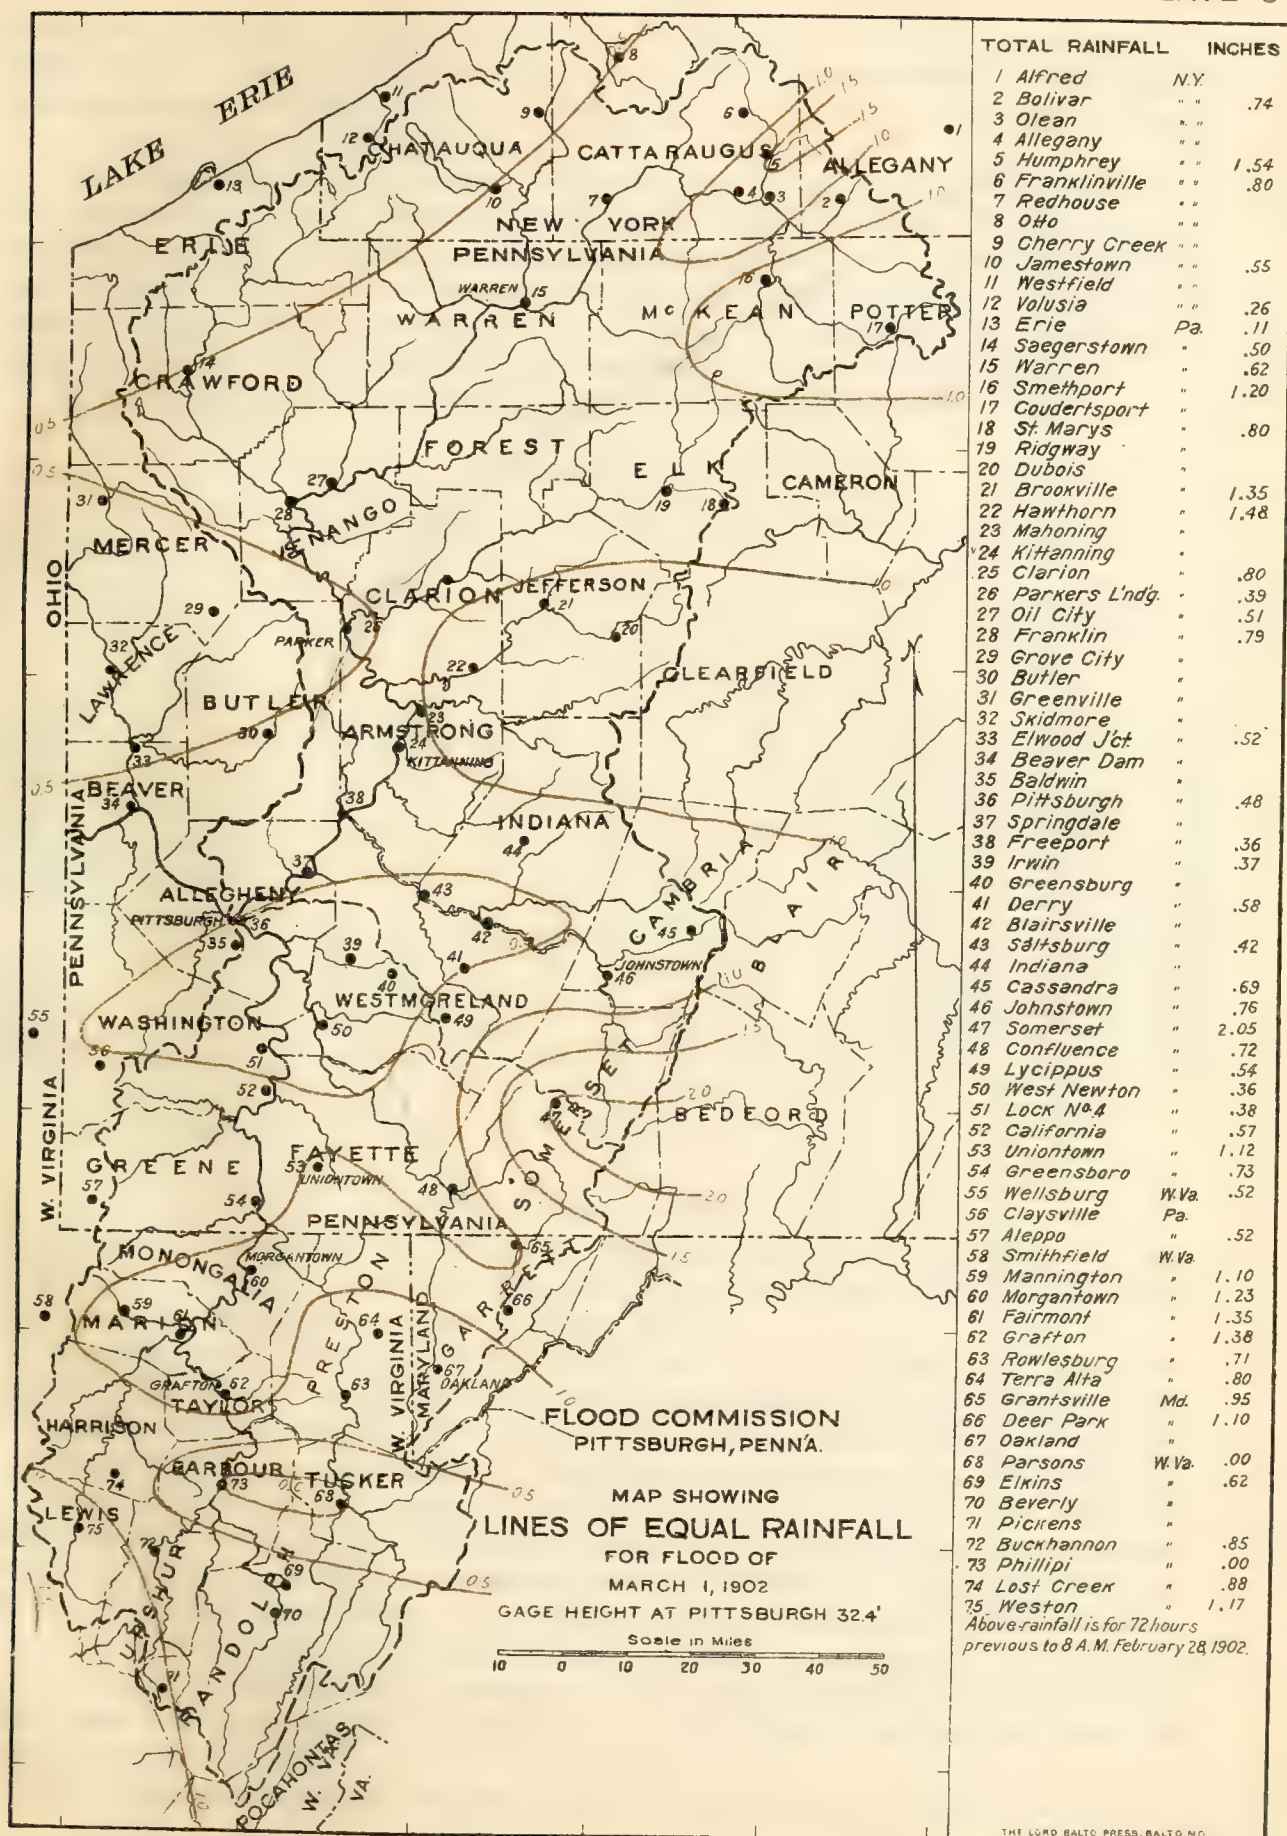 LAKE ERIE
CHATAUQUA
CATTARAUGUS
ALLEGANY
NEW YORK
PENNSYLVANIA
ERIE
WARREN
WARREN
McKEAN
POTTER
CRAWFORD
FOREST
ELK
CAMERON
VENANGO
MERCER
OHIO
PENNSYLVANIA
CLARION
JEFFERSON
PARKER
LAWRENCE
CLEARFIELD
BUTLER
ARMSTRONG
KITTANNING
BEAVER
INDIANA
CAMBRIA
BLAIR
ALLEGHENY
PITTSBURGH
JOHNSTOWN
WESTMORELAND
WASHINGTON
SOMERSET
BEDFORD
W. VIRGINIA
GREENE
FAYETTE
UNIONTOWN
PENNSYLVANIA
MONONGALIA
MORGANTOWN
PRESTON
GARRETT
MARION
W. VIRGINIA
MARYLAND
OAKLAND
GRAFTON
TAYLOR
HARRISON
BARBOUR
TUCKER
LEWIS
UPSHUR
RANDOLPH
POCAHONTAS
W. VA.
VA.
FLOOD COMMISSION
PITTSBURGH, PENN'A.
MAP SHOWING
LINES OF EQUAL RAINFALL
FOR FLOOD OF
MARCH 1, 1902
GAGE HEIGHT AT PITTSBURGH 32.4'
Scale in Miles
10 0 10 20 30 40 50
TOTAL RAINFALL INCHES
1 Alfred N.Y.
2 Bolivar " " .74
3 Olean " "
4 Allegany " "
5 Humphrey " " 1.54
6 Franklinville " " .80
7 Redhouse " "
8 Otto " "
9 Cherry Creek " "
10 Jamestown " " .55
11 Westfield " "
12 Volusia " " .26
13 Erie Pa. .11
14 Saegerstown " .50
15 Warren " .62
16 Smethport " 1.20
17 Coudertsport "
18 St. Marys " .80
19 Ridgway "
20 Dubois "
21 Brookville " 1.35
22 Hawthorn " 1.48
23 Mahoning "
24 Kittanning "
25 Clarion " .80
26 Parkers L'nd'g. " .39
27 Oil City " .51
28 Franklin " .79
29 Grove City "
30 Butler "
31 Greenville "
32 Skidmore "
33 Elwood J'ct. " .52
34 Beaver Dam "
35 Baldwin "
36 Pittsburgh " .48
37 Springdale "
38 Freeport " .36
39 Irwin " .37
40 Greensburg "
41 Derry " .58
42 Blairsville "
43 Saltsburg " .42
44 Indiana "
45 Cassandra " .69
46 Johnstown " .76
47 Somerset " 2.05
48 Confluence " .72
49 Lycippus " .54
50 West Newton " .36
51 Lock No. 4 " .38
52 California " .57
53 Uniontown " 1.12
54 Greensboro " .73
55 Wellsburg W.Va. .52
56 Claysville Pa.
57 Aleppo " .52
58 Smithfield W.Va.
59 Mannington " 1.10
60 Morgantown " 1.23
61 Fairmont " 1.35
62 Grafton " 1.38
63 Rowlesburg " .71
64 Terra Alta " .80
65 Grantsville Md. .95
66 Deer Park " 1.10
67 Oakland "
68 Parsons W.Va. .00
69 Elkins " .62
70 Beverly "
71 Pickens "
72 Buckhannon " .85
73 Phillipi " .00
74 Lost Creek " .88
75 Weston " 1.17
Above rainfall is for 72 hours
previous to 8 A.M. February 28, 1902.
THE LORD BALTO PRESS, BALTO MD.